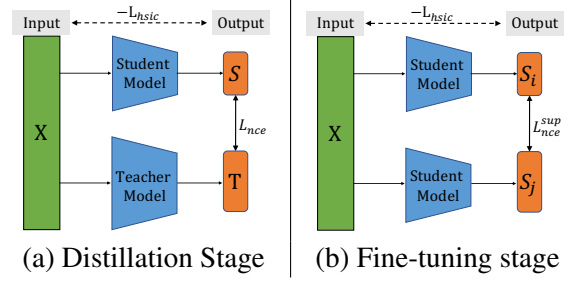 Input -L_hsic Output
Student Model S
X
L_nce
Teacher Model T
(a) Distillation Stage
Input -L_hsic Output
Student Model S_i
X
L_nce^sup
Student Model S_j
(b) Fine-tuning stage